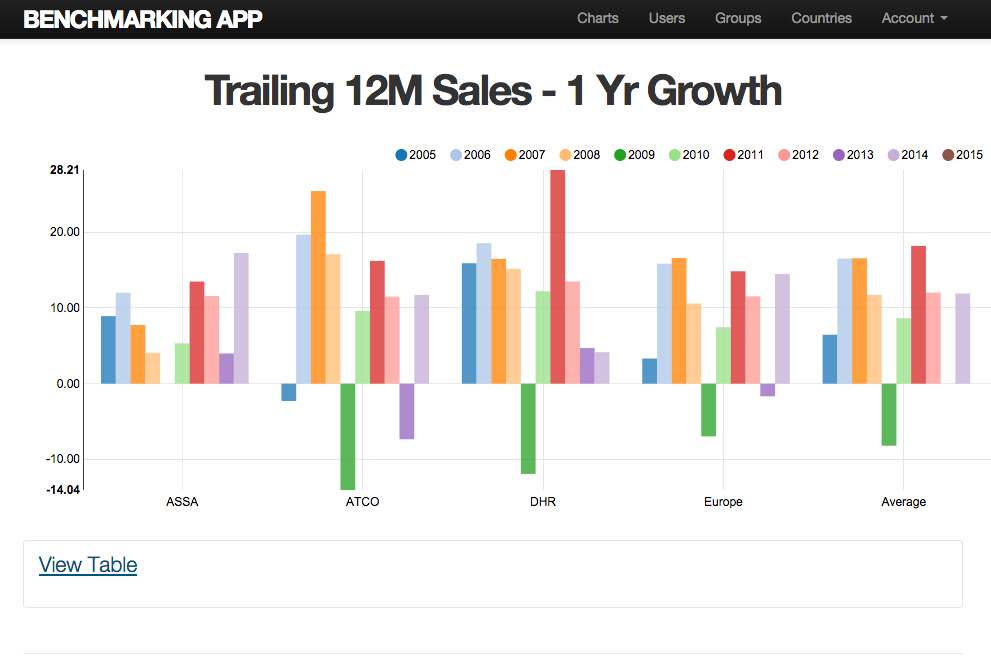 BENCHMARKING APP Charts Users Groups Countries Account
Trailing 12M Sales - 1 Yr Growth
2005 2006 2007 2008 2009 2010 2011 2012 2013 2014 2015
28.21
20.00
10.00
0.00
-10.00
-14.04
ASSA ATCO DHR Europe Average
View Table